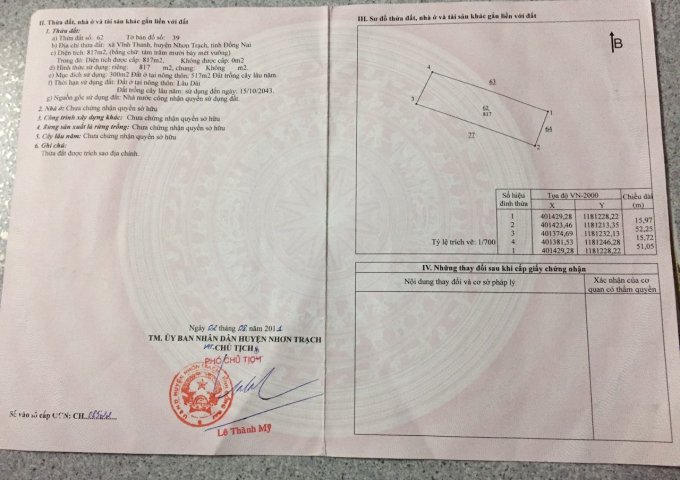 II. Thửa đất, nhà ở và tài sản khác gắn liền với đất
1. Thửa đất:
a) Thửa đất số: 62 Tờ bản đồ số: 39
b) Địa chỉ thửa đất: xã Vĩnh Thanh, huyện Nhơn Trạch, tỉnh Đồng Nai
c) Diện tích: 817m2, (bằng chữ: tám trăm mười bảy mét vuông)
Trong đó: Diện tích được cấp: 817m2, Không được cấp: 0m2
d) Hình thức sử dụng: riêng: 817 m2, chung: Không m2.
e) Mục đích sử dụng: 300m2 Đất ở tại nông thôn; 517m2 Đất trồng cây lâu năm.
f) Thời hạn sử dụng: Đất ở tại nông thôn: Lâu Dài
Đất trồng cây lâu năm: sử dụng đến ngày: 15/10/2043.
g) Nguồn gốc sử dụng đất: Nhà nước công nhận quyền sử dụng đất.
2. Nhà ở: Chưa chứng nhận quyền sở hữu
3. Công trình xây dựng khác: Chưa chứng nhận quyền sở hữu
4. Rừng sản xuất là rừng trồng: Chưa chứng nhận quyền sở hữu
5. Cây lâu năm: Chưa chứng nhận quyền sở hữu
6. Ghi chú:
Thửa đất được trích sao địa chính.
Ngày tháng 08 năm 2011
TM. ỦY BAN NHÂN DÂN HUYỆN NHƠN TRẠCH
KT. CHỦ TỊCH
PHÓ CHỦ TỊCH
Lê Thành Mỹ
Số vào sổ cấp GCN: CH
III. Sơ đồ thửa đất, nhà ở và tài sản khác gắn liền với đất
B
4
63
3
62
817
1
64
77
2
Số hiệu đỉnh thửa Tọa độ VN-2000 Chiều dài (m)
X Y
1 401429,28 1181228,22
15,97
2 401423,46 1181213,35
52,25
3 401374,69 1181232,13
15,72
4 401381,53 1181246,28
51,05
1 401429,28 1181228,22
Tỷ lệ trích vẽ: 1/700
IV. Những thay đổi sau khi cấp giấy chứng nhận
Nội dung thay đổi và cơ sở pháp lý
Xác nhận của cơ
quan có thẩm quyền